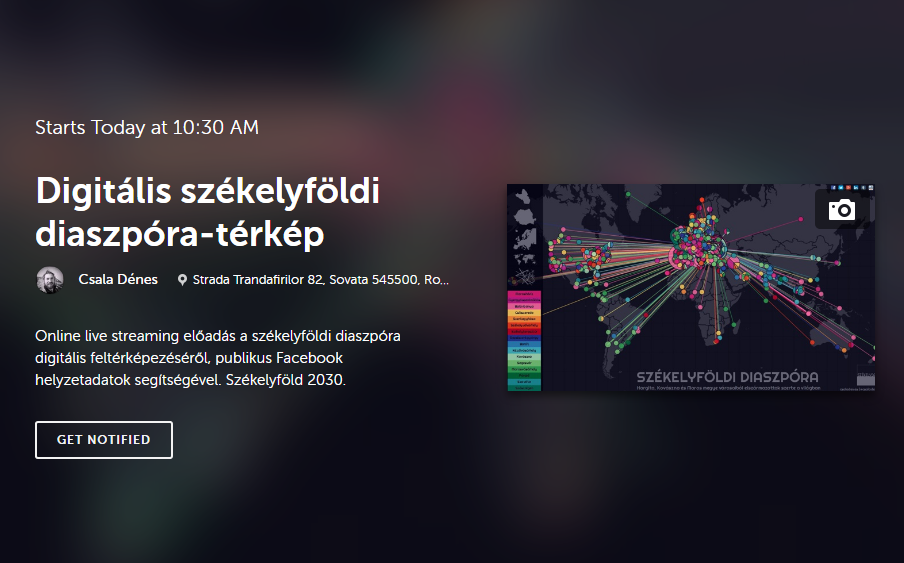 Starts Today at 10:30 AM
Digitális székelyföldi
diaszpóra-térkép
Csala Dénes
Strada Trandafirilor 82, Sovata 545500, Ro...
Online live streaming előadás a székelyföldi diaszpóra
digitális feltérképezéséről, publikus Facebook
helyzetadatok segítségével. Székelyföld 2030.
GET NOTIFIED
SZÉKELYFÖLDI DIASZPÓRA
Hargita, Kovászna és Maros megye városaiból elszármazottak